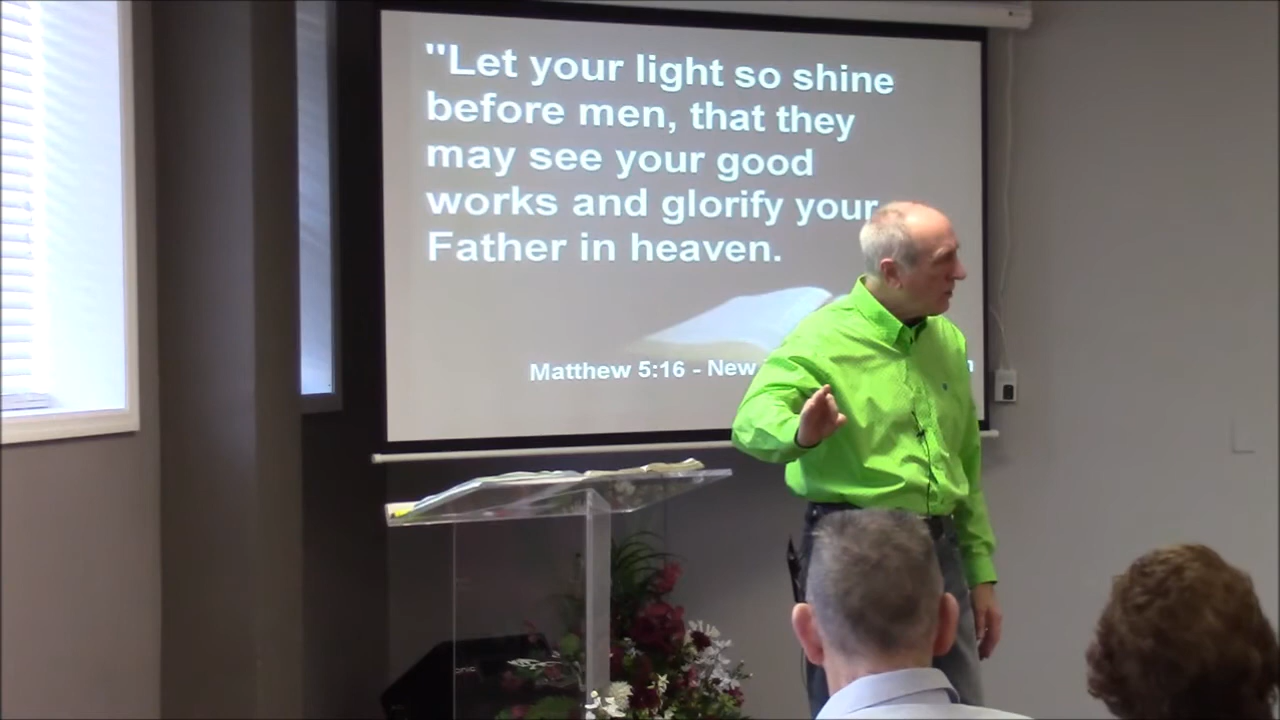 "Let your light so shine
before men, that they
may see your good
works and glorify your
Father in heaven.
Matthew 5:16 - New